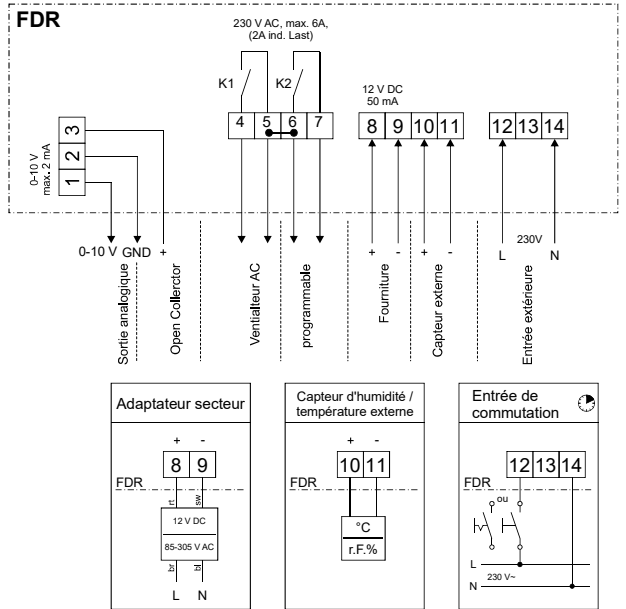 FDR
230 V AC, max. 6A,
(2A ind. Last)
K1
K2
12 V DC
50 mA
4 5 6 7
8 9 10 11
12 13 14
3
2
1
0-10 V
max. 2 mA
0-10 V GND +
+ - + -
230V
L N
Sortie analogique
Open Collerctor
Ventialteur AC
programmable
Fourniture
Capteur externe
Entrée extérieure
Adaptateur secteur
+ -
8 9
FDR
rt sw
12 V DC
85-305 V AC
br bl
L N
Capteur d'humidité /
température externe
+ -
10 11
FDR
°C
r.F.%
Entrée de
commutation
12 13 14
FDR
ou
L
N 230 V~